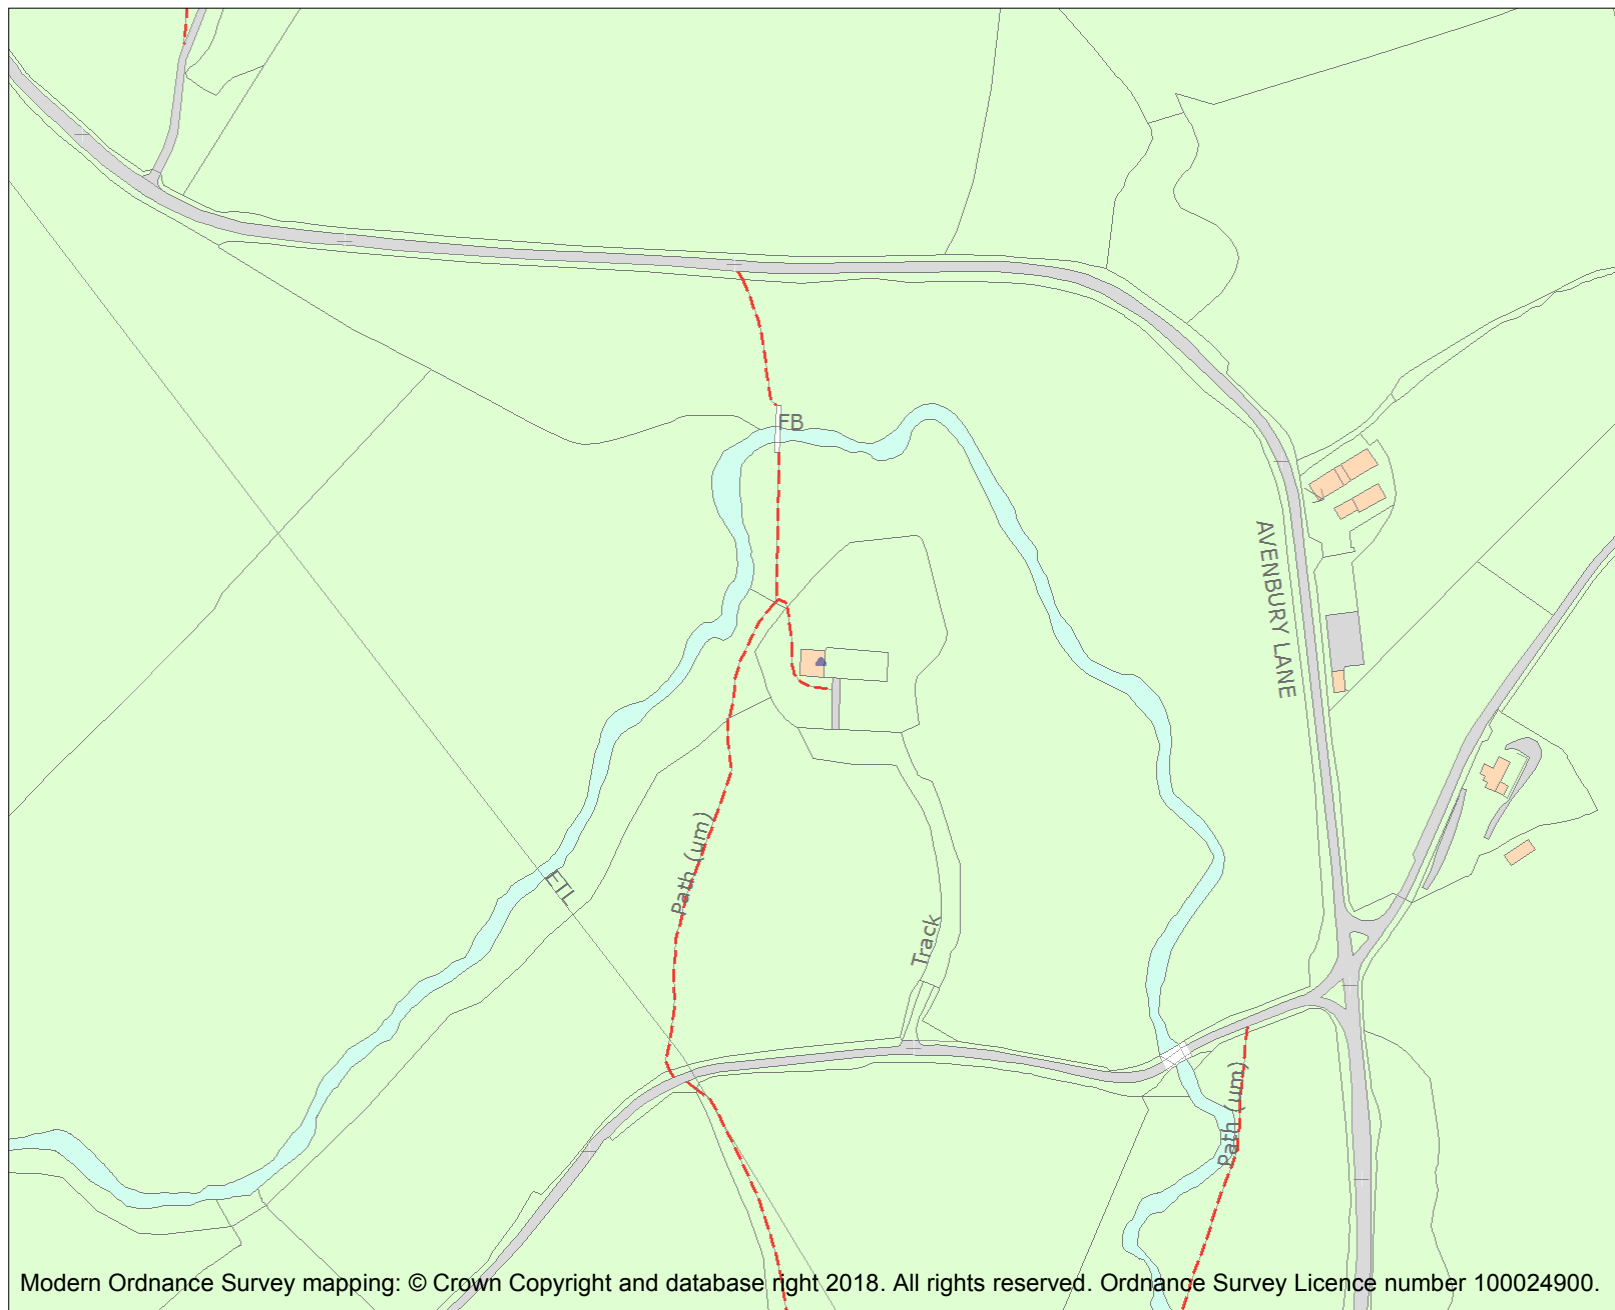 FB
AVENBURY LANE
Path (um)
ETL
Track
Path (um)
Modern Ordnance Survey mapping: © Crown Copyright and database right 2018. All rights reserved. Ordnance Survey Licence number 100024900.